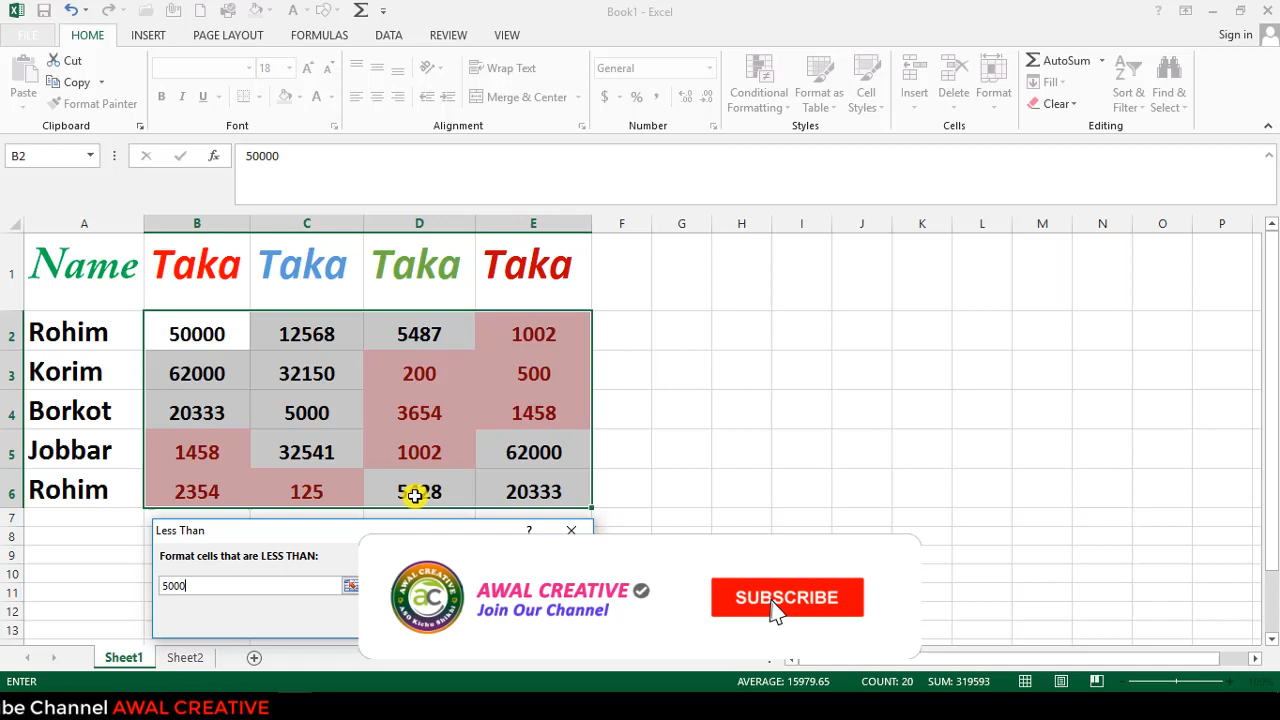 Book1 - Excel
FILE HOME INSERT PAGE LAYOUT FORMULAS DATA REVIEW VIEW Sign in
Paste Cut Copy Format Painter
18 Wrap Text Merge & Center
General
Conditional Formatting Format as Table Cell Styles Insert Delete Format
AutoSum Fill Clear Sort & Filter Find & Select
Clipboard Font Alignment Number Styles Cells Editing
B2 50000
A B C D E F G H I J K L M N O P
1 Name Taka Taka Taka Taka
2 Rohim 50000 12568 5487 1002
3 Korim 62000 32150 200 500
4 Borkot 20333 5000 3654 1458
5 Jobbar 1458 32541 1002 62000
6 Rohim 2354 125 20333
7
8 Less Than ?
9 Format cells that are LESS THAN:
10
11 5000
12
13
AWAL CREATIVE
Join Our Channel
SUBSCRIBE
AWAL CREATIVE
ac
Sheet1 Sheet2
ENTER AVERAGE: 15979.65 COUNT: 20 SUM: 319593
be Channel AWAL CREATIVE